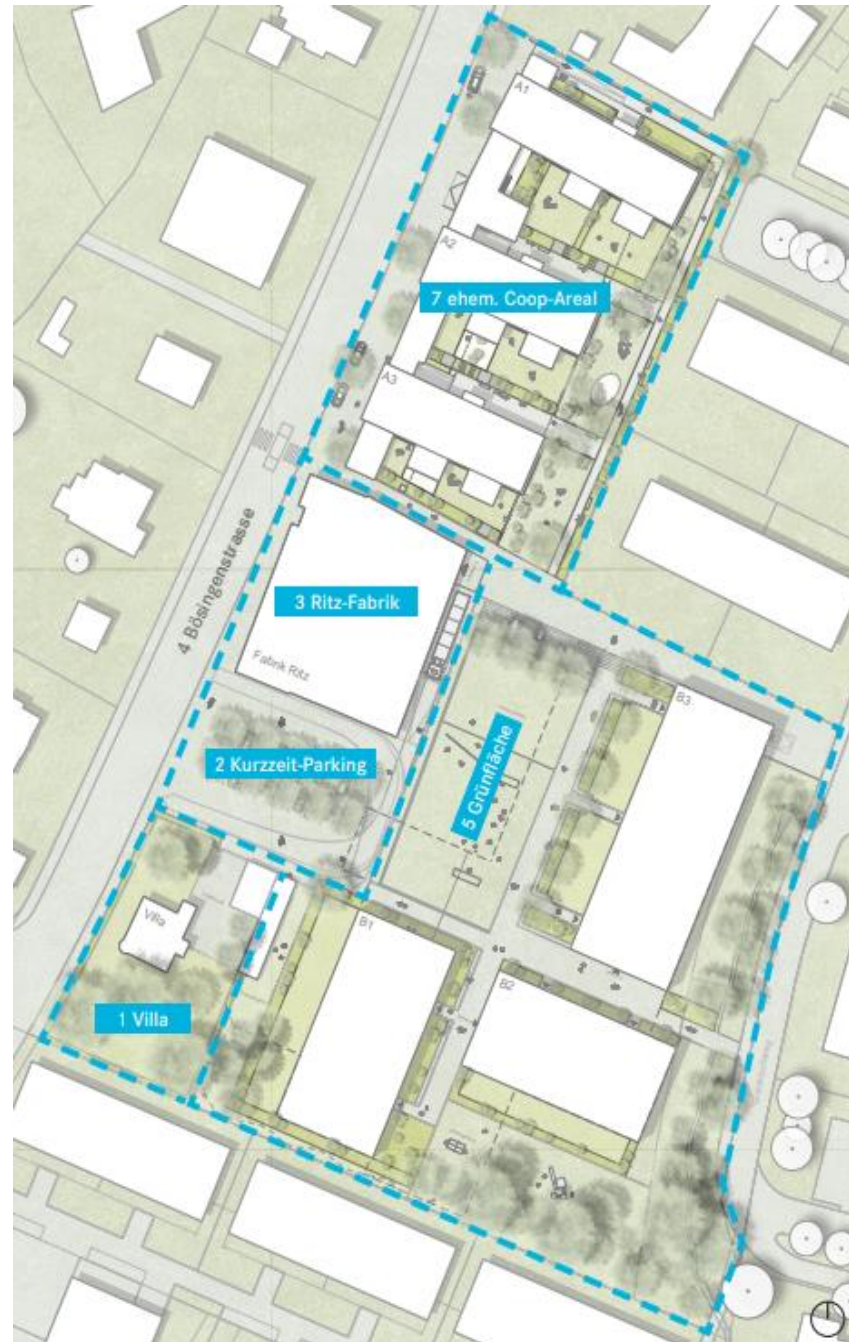 A1
A2
7 ehem. Coop-Areal
A3
4 Bösingenstrasse
3 Ritz-Fabrik
Fabrik Ritz
B3
2 Kurzzeit-Parking
5 Grünfläche
Villa
B1
1 Villa
B2